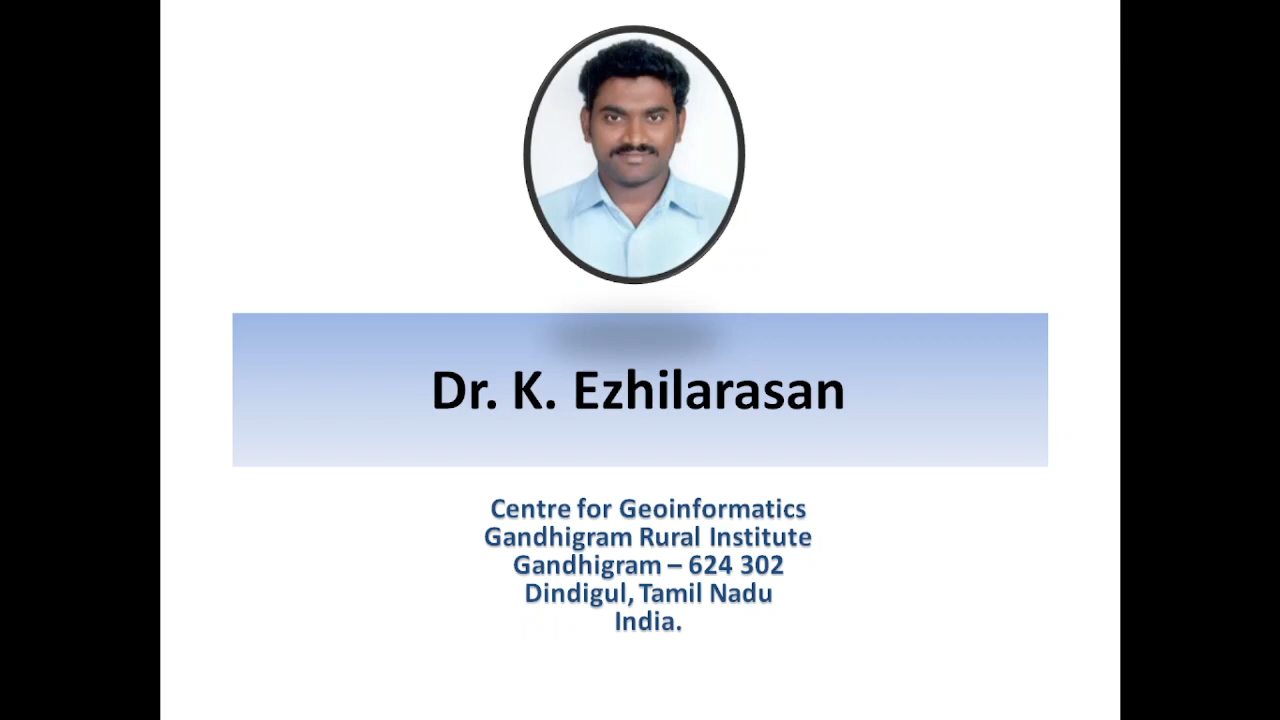 Dr. K. Ezhilarasan
Centre for Geoinformatics
Gandhigram Rural Institute
Gandhigram – 624 302
Dindigul, Tamil Nadu
India.